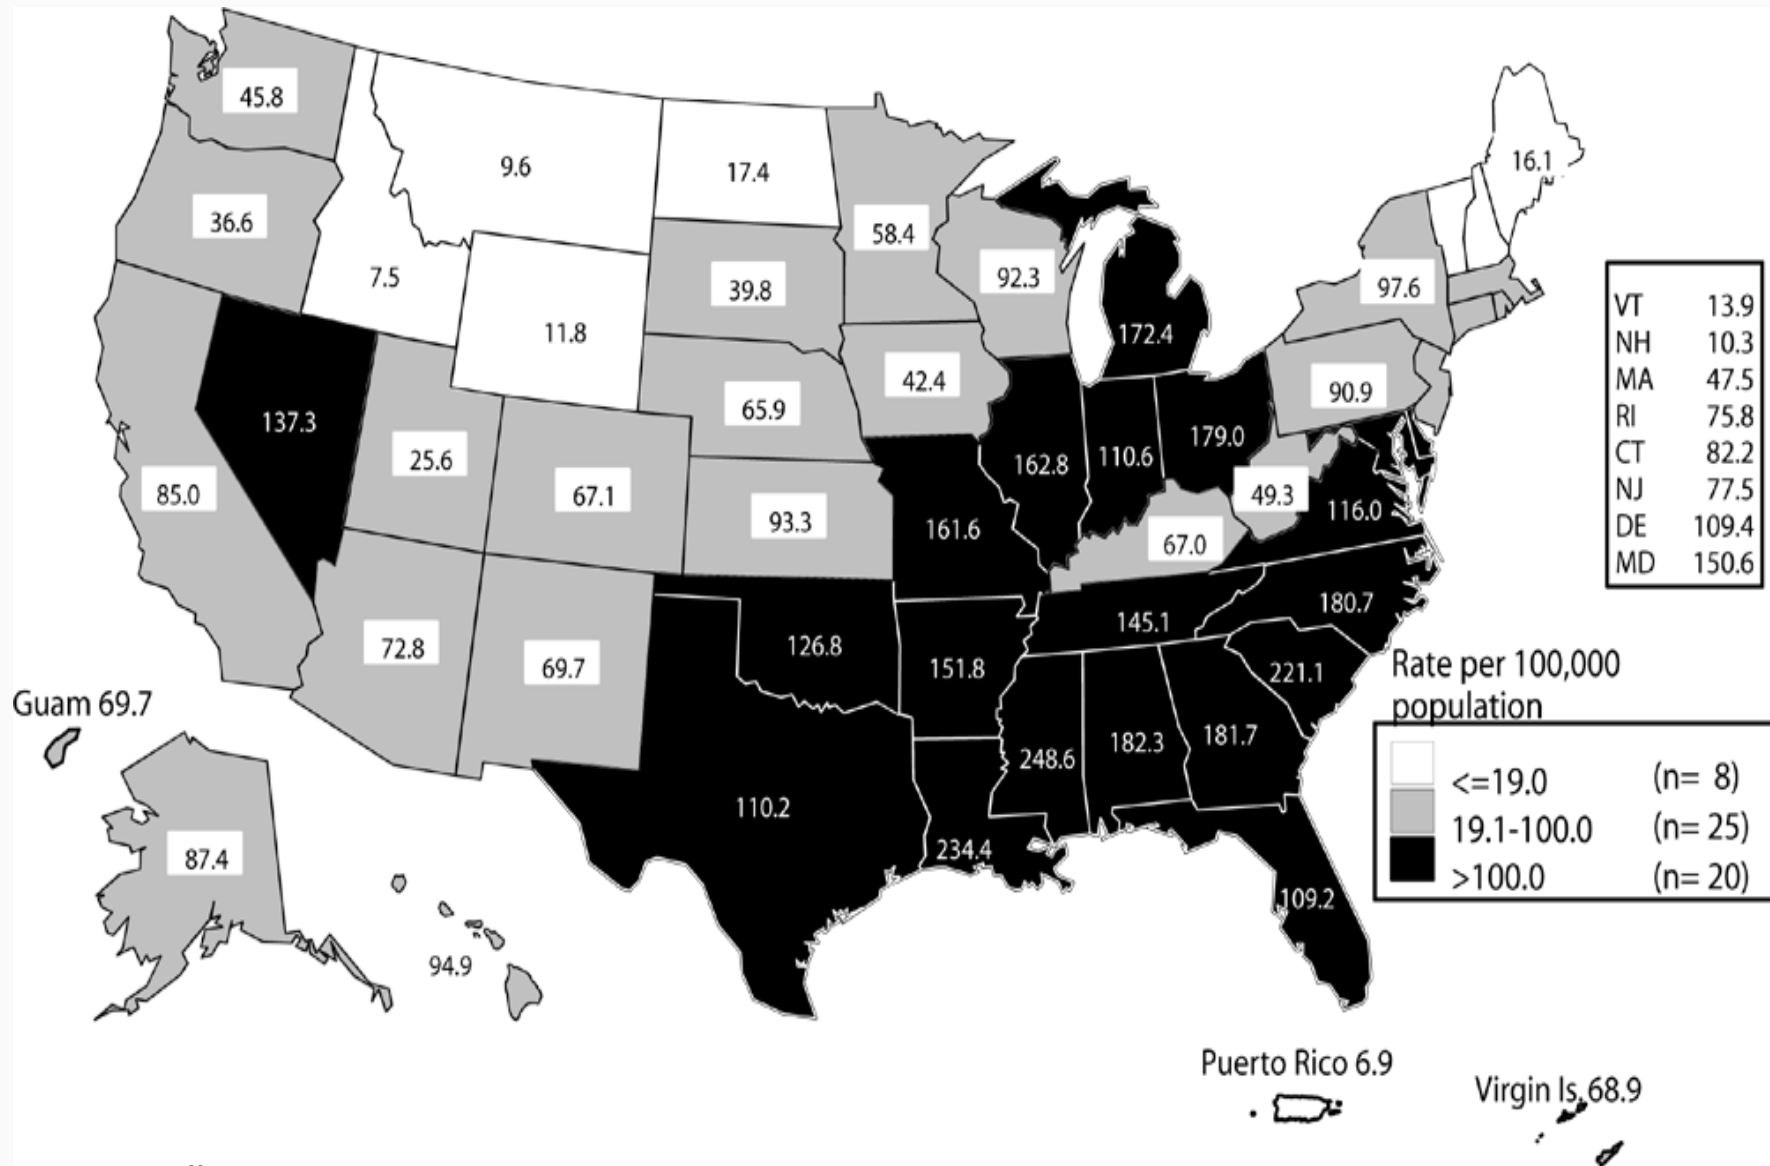 45.8
9.6
17.4
16.1
36.6
58.4
7.5
39.8
92.3
97.6
11.8
172.4
VT 13.9
NH 10.3
MA 47.5
RI 75.8
CT 82.2
NJ 77.5
DE 109.4
MD 150.6
42.4
90.9
65.9
137.3
25.6
179.0
110.6
162.8
85.0
67.1
93.3
49.3
116.0
161.6
67.0
180.7
145.1
72.8
126.8
69.7
151.8
221.1
Rate per 100,000
population
Guam 69.7
248.6
182.3
181.7
<=19.0 (n= 8)
19.1-100.0 (n= 25)
>100.0 (n= 20)
110.2
87.4
234.4
109.2
94.9
Puerto Rico 6.9
Virgin Is. 68.9